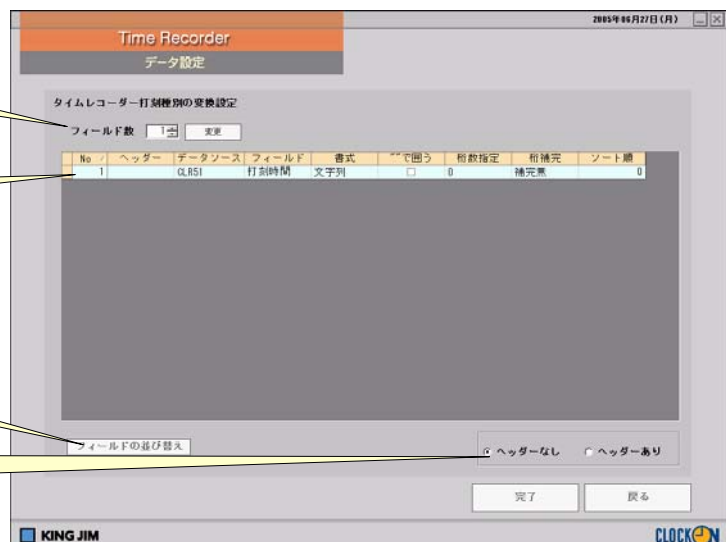 2005年06月27日(月)
Time Recorder
データ設定
タイムレコーダー打刻種別の変換設定
フィールド数 1 変更
No ヘッダー データソース フィールド 書式 ""で囲う 桁数指定 桁補完 ソート順
1 CLR51 打刻時間 文字列 0 補完無 0
フィールドの並び替え
ヘッダーなし ヘッダーあり
完了 戻る
KING JIM CLOCK ON